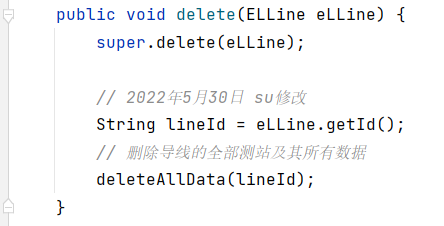 public void delete(ELLine eLLine) {
super.delete(eLLine);
// 2022年5月30日 su修改
String lineId = eLLine.getId();
// 删除导线的全部测站及其所有数据
deleteAllData(lineId);
}